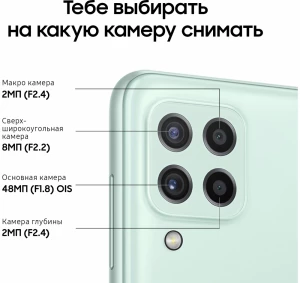 Тебе выбирать
на какую камеру снимать
Макро камера
2МП (F2.4)
Сверх-
широкоугольная
камера
8МП (F2.2)
Основная камера
48МП (F1.8) OIS
Камера глубины
2МП (F2.4)